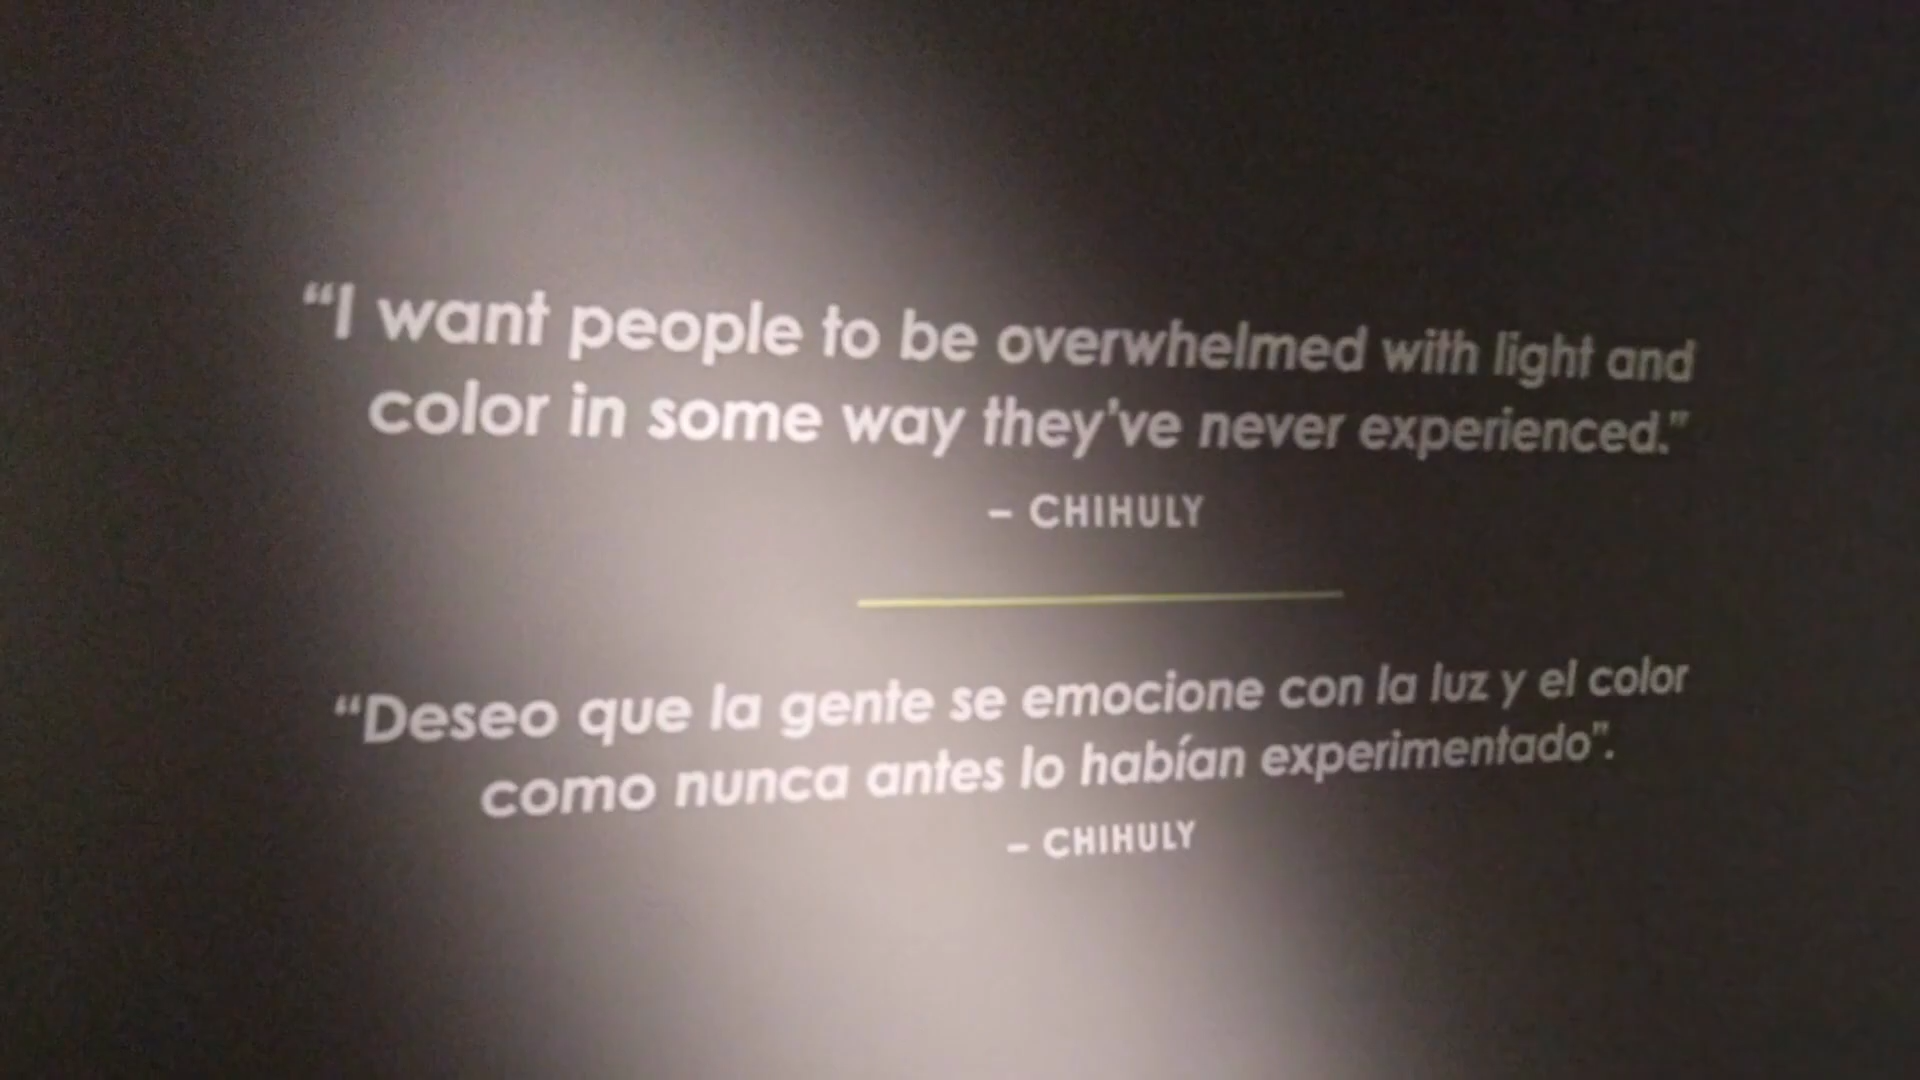 “I want people to be overwhelmed with light and
color in some way they’ve never experienced.”
– CHIHULY
“Deseo que la gente se emocione con la luz y el color
como nunca antes lo habían experimentado”.
– CHIHULY